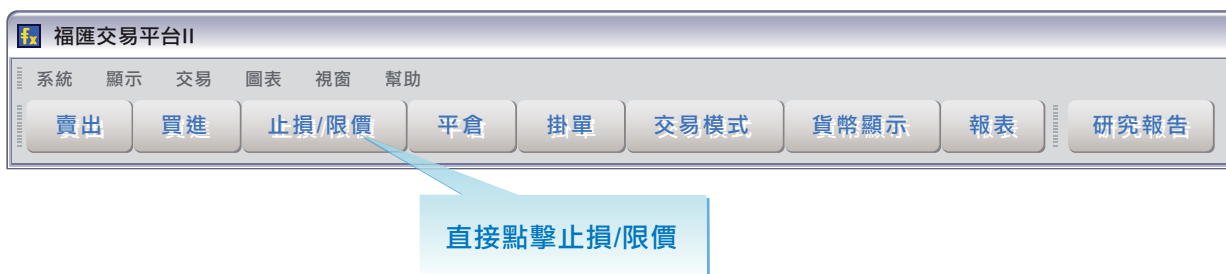 fx 福匯交易平台II
系統 顯示 交易 圖表 視窗 幫助
賣出 買進 止損/限價 平倉 掛單 交易模式 貨幣顯示 報表 研究報告
直接點擊止損/限價